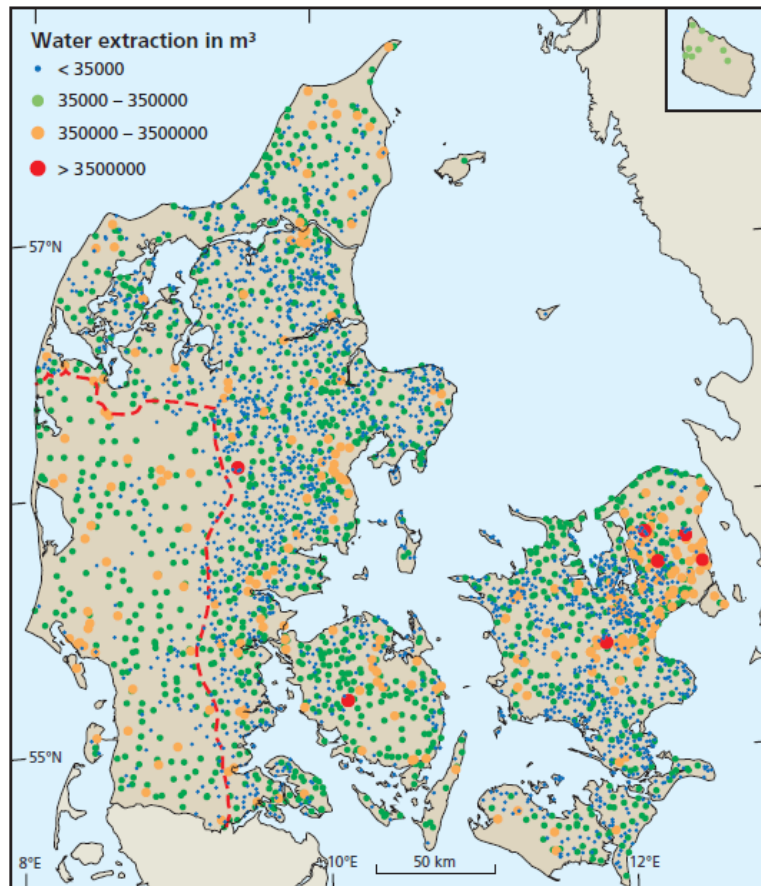 Water extraction in m³
< 35000
35000 – 350000
350000 – 3500000
> 3500000
57°N
55°N
8°E
10°E
50 km
12°E